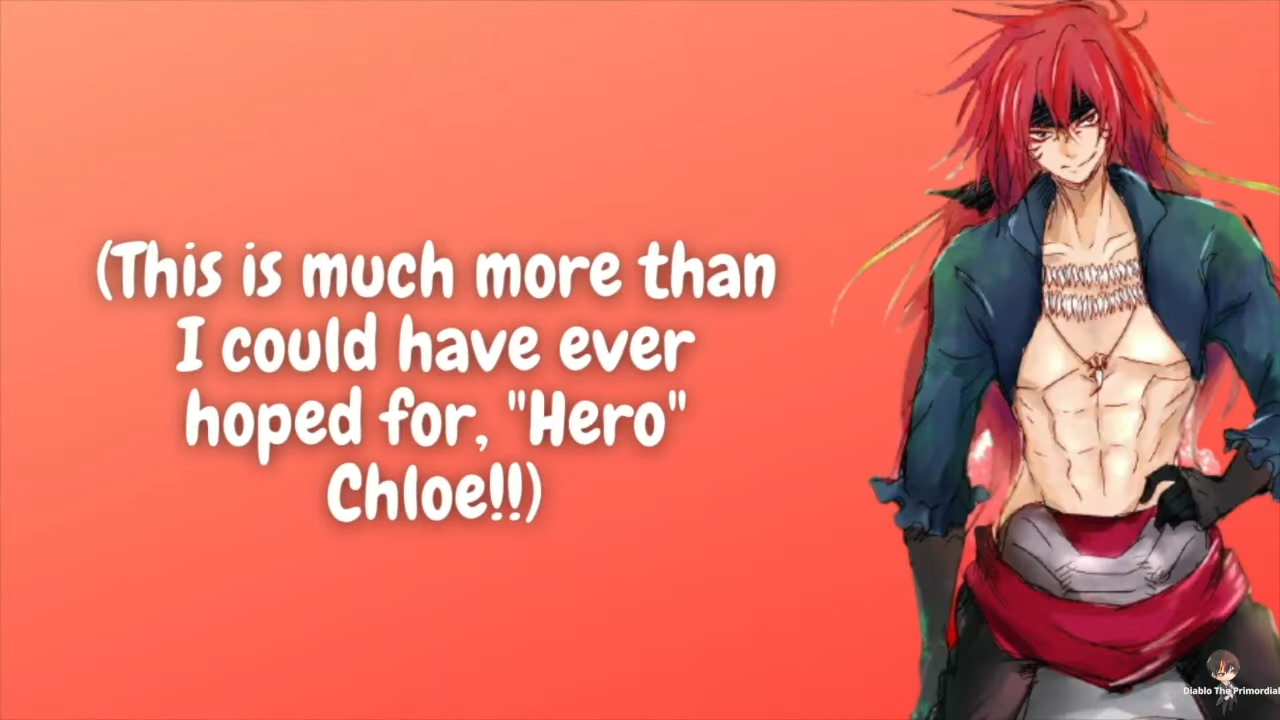 (This is much more than
I could have ever
hoped for, "Hero"
Chloe!!)
Diablo The Primordial